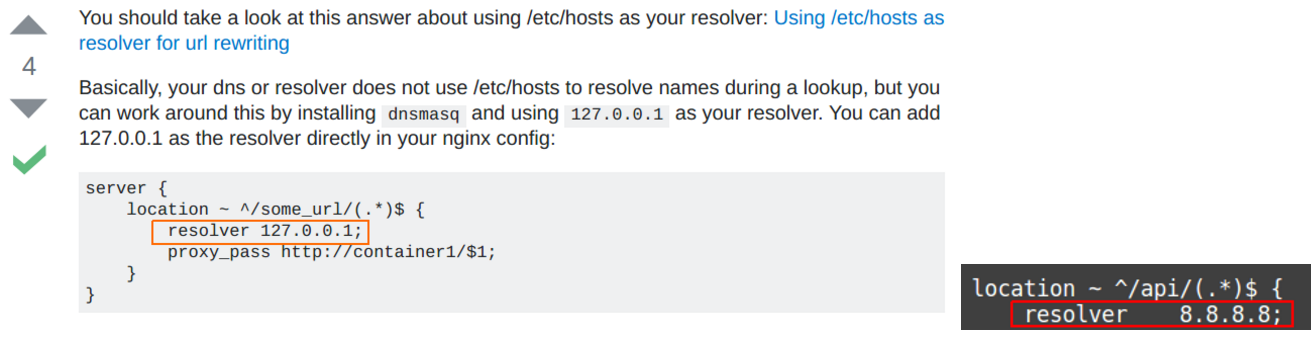 You should take a look at this answer about using /etc/hosts as your resolver: Using /etc/hosts as
resolver for url rewriting
4
Basically, your dns or resolver does not use /etc/hosts to resolve names during a lookup, but you
can work around this by installing dnsmasq and using 127.0.0.1 as your resolver. You can add
127.0.0.1 as the resolver directly in your nginx config:
server {
    location ~ ^/some_url/(.*)$ {
        resolver 127.0.0.1;
        proxy_pass http://container1/$1;
    }
}
location ~ ^/api/(.*)$ {
    resolver    8.8.8.8;